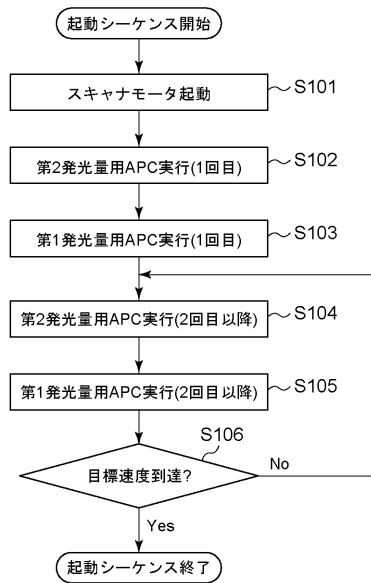 起動シーケンス開始
スキャナモータ起動
S101
第2発光量用APC実行(1回目)
S102
第1発光量用APC実行(1回目)
S103
第2発光量用APC実行(2回目以降)
S104
第1発光量用APC実行(2回目以降)
S105
S106
目標速度到達?
No
Yes
起動シーケンス終了